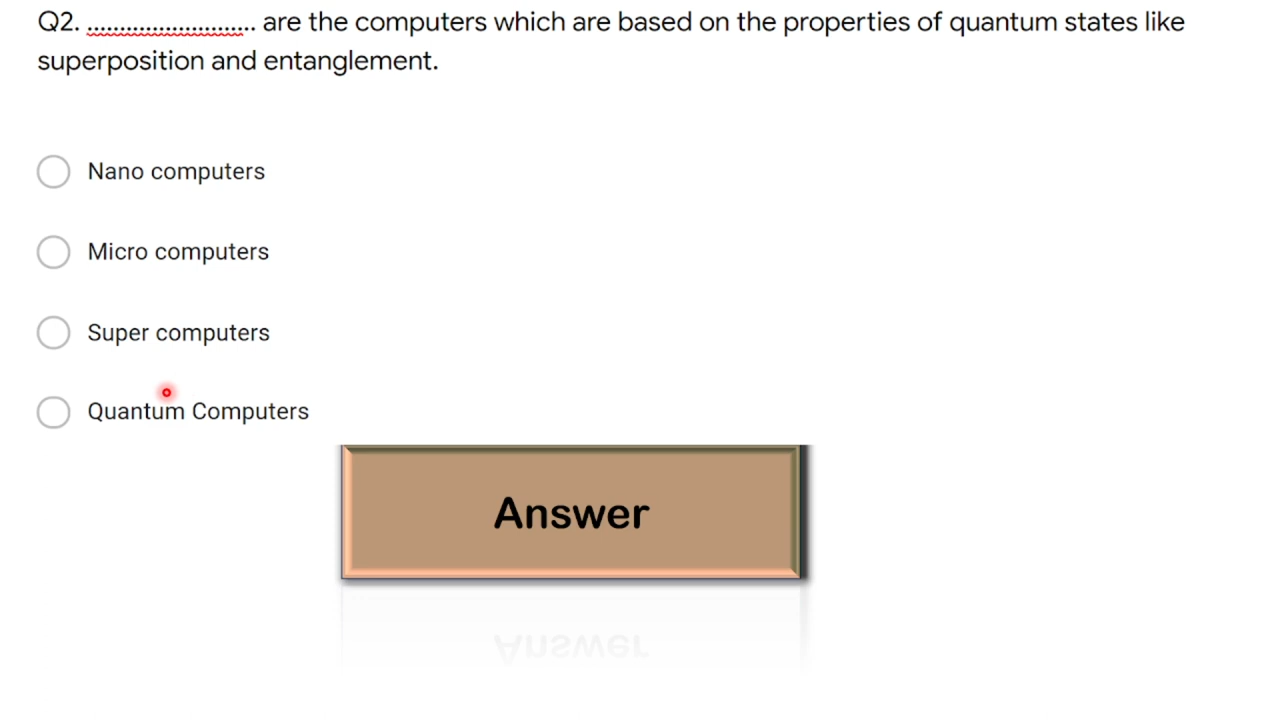 Q2. ............................ are the computers which are based on the properties of quantum states like
superposition and entanglement.
Nano computers
Micro computers
Super computers
Quantum Computers
Answer